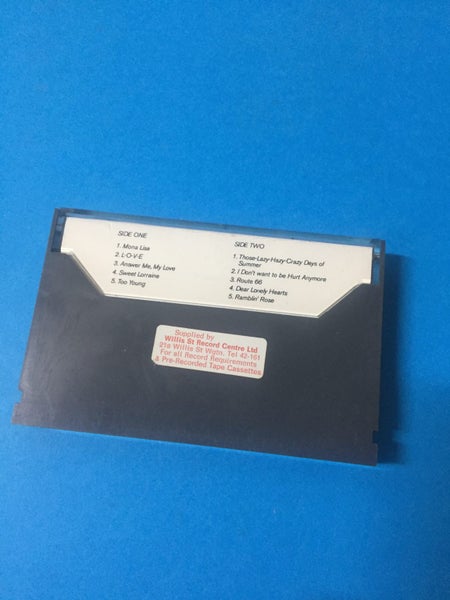 SIDE ONE
1. Mona Lisa
2. L-O-V-E
3. Answer Me, My Love
4. Sweet Lorraine
5. Too Young
SIDE TWO
1. Those-Lazy-Hazy-Crazy Days of
Summer
2. I Don't want to be Hurt Anymore
3. Route 66
4. Dear Lonely Hearts
5. Ramblin' Rose
Supplied by
Willis St Record Centre Ltd
21a Willis St Wgtn. Tel 42-161
For all Record Requirements
& Pre-Recorded Tape Cassettes